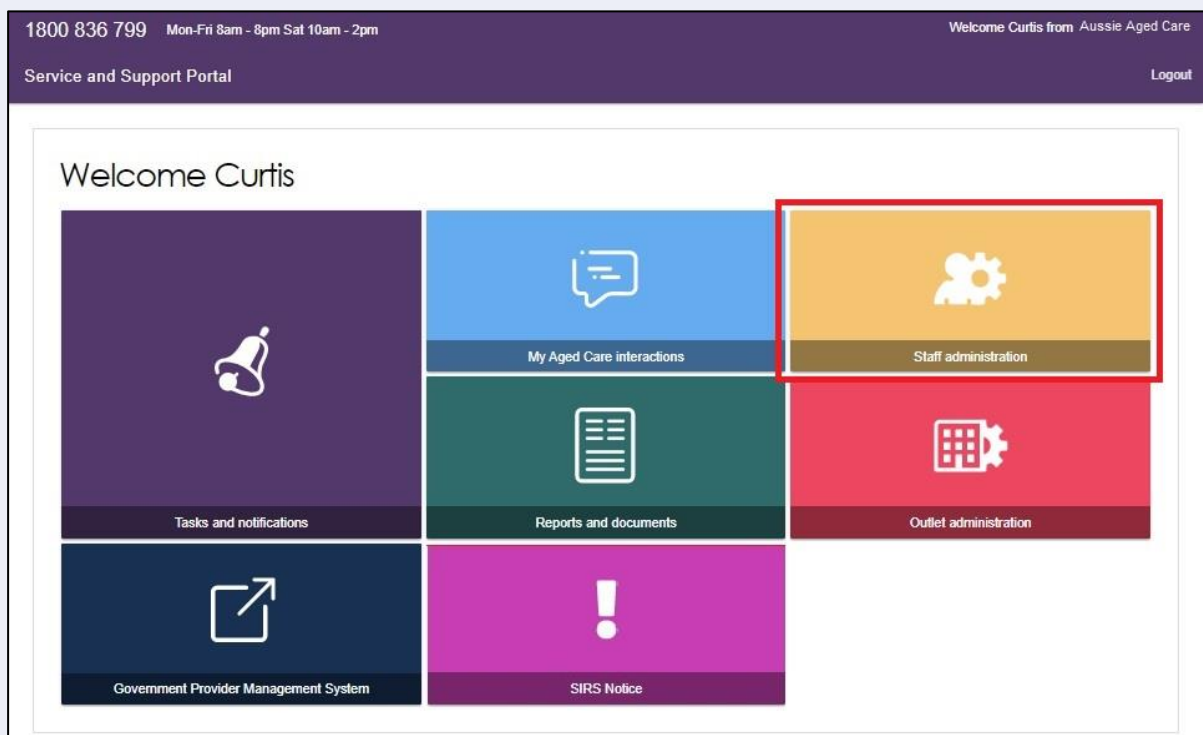 1800 836 799 Mon-Fri 8am - 8pm Sat 10am - 2pm
Welcome Curtis from Aussie Aged Care
Service and Support Portal
Logout
Welcome Curtis
My Aged Care interactions
Staff administration
Tasks and notifications
Reports and documents
Outlet administration
Government Provider Management System
SIRS Notice